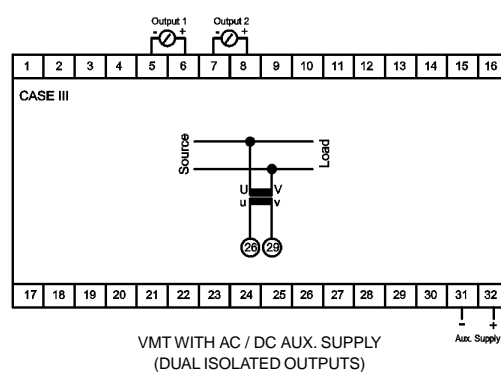 Output 1 Output 2
- + - +
1 2 3 4 5 6 7 8 9 10 11 12 13 14 15 16
CASE III
Source
Load
U V
u v
26 29
17 18 19 20 21 22 23 24 25 26 27 28 29 30 31 32
- +
Aux. Supply
VMT WITH AC / DC AUX. SUPPLY
(DUAL ISOLATED OUTPUTS)